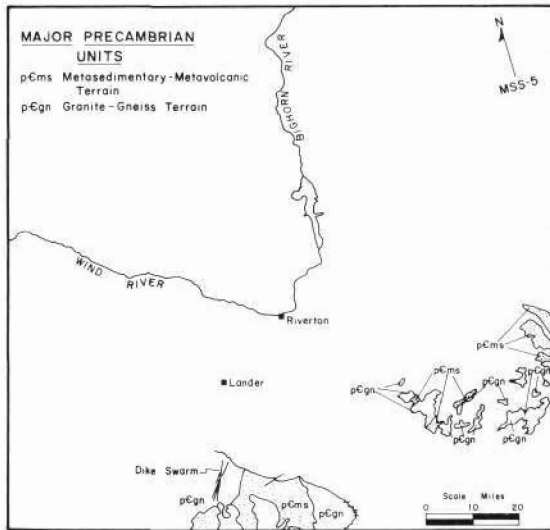 MAJOR PRECAMBRIAN
UNITS
p€ms Metasedimentary-Metavolcanic
Terrain
p€gn Granite-Gneiss Terrain
N
MSS-5
BIGHORN RIVER
WIND RIVER
Riverton
Lander
p€ms
p€gn
p€ms
p€gn
p€gn
p€gn
p€gn
Dike Swarm
p€gn
p€ms
p€gn
Scale Miles
0 10 20